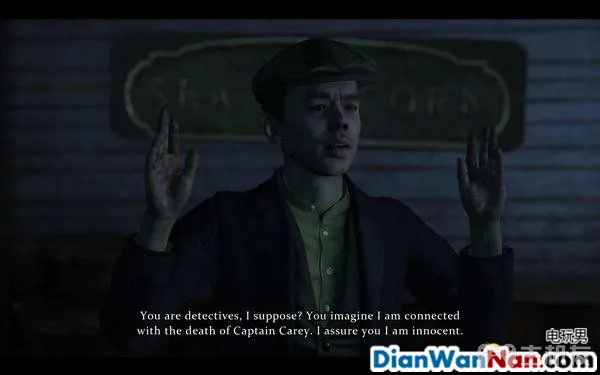 SEA
You are detectives, I suppose? You imagine I am connected
with the death of Captain Carey. I assure you I am innocent.
电玩男
DianWanNan.com